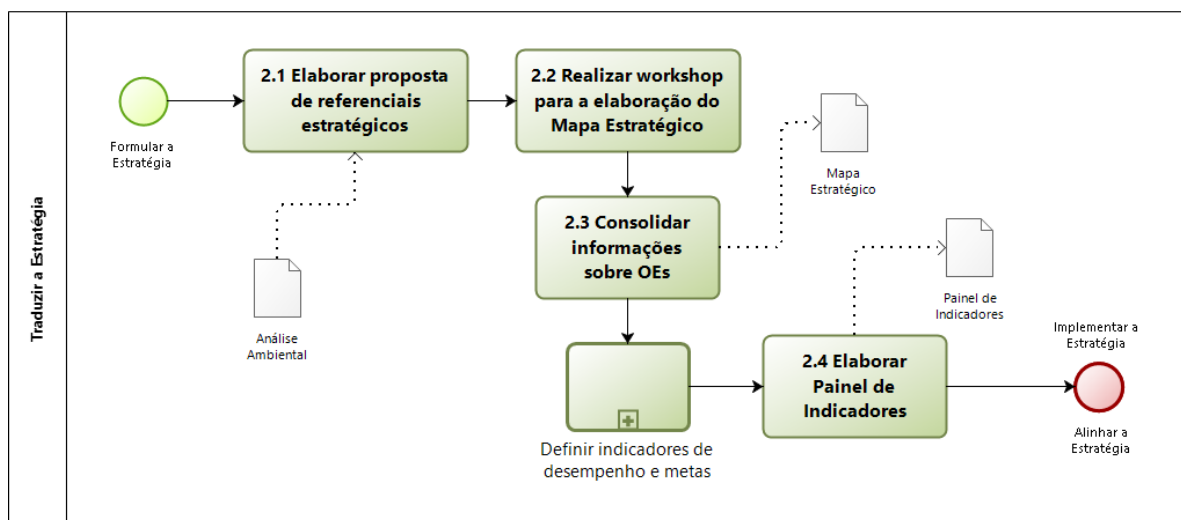 Traduzir a Estratégia
Formular a
Estratégia
2.1 Elaborar proposta
de referenciais
estratégicos
2.2 Realizar workshop
para a elaboração do
Mapa Estratégico
Mapa
Estratégico
Análise
Ambiental
2.3 Consolidar
informações
sobre OEs
Painel de
Indicadores
Definir indicadores de
desempenho e metas
2.4 Elaborar
Painel de
Indicadores
Implementar a
Estratégia
Alinhar a
Estratégia